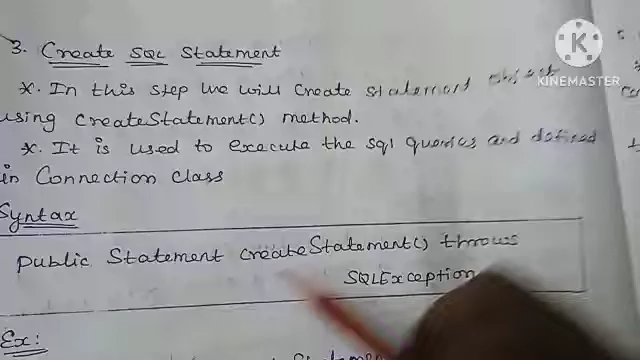 3. Create SQL Statement
*. In this step we will create statement object
using createStatement() method.
*. It is used to execute the sql queries and defined
in Connection class
Syntax
public Statement createStatement() throws
SQLException
Ex:
KINEMASTER